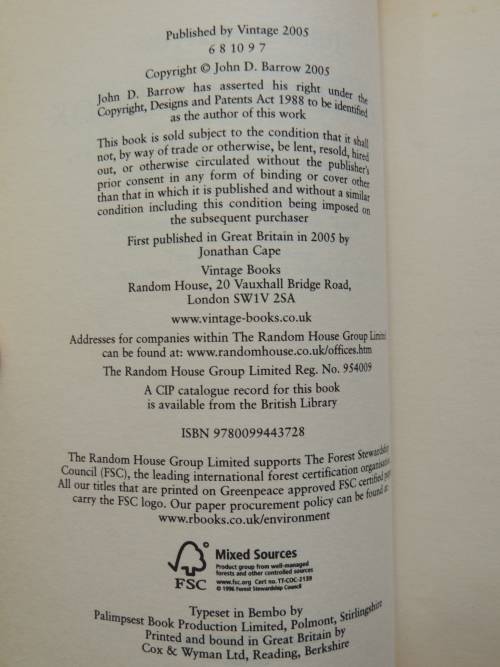 Published by Vintage 2005
6 8 10 9 7
Copyright © John D. Barrow 2005
John D. Barrow has asserted his right under the
Copyright, Designs and Patents Act 1988 to be identified
as the author of this work
This book is sold subject to the condition that it shall
not, by way of trade or otherwise, be lent, resold, hired
out, or otherwise circulated without the publisher's
prior consent in any form of binding or cover other
than that in which it is published and without a similar
condition including this condition being imposed on
the subsequent purchaser
First published in Great Britain in 2005 by
Jonathan Cape
Vintage Books
Random House, 20 Vauxhall Bridge Road,
London SW1V 2SA
www.vintage-books.co.uk
Addresses for companies within The Random House Group Limited
can be found at: www.randomhouse.co.uk/offices.htm
The Random House Group Limited Reg. No. 954009
A CIP catalogue record for this book
is available from the British Library
ISBN 9780099443728
The Random House Group Limited supports The Forest Stewardship
Council (FSC), the leading international forest certification organisation.
All our titles that are printed on Greenpeace approved FSC certified paper
carry the FSC logo. Our paper procurement policy can be found at:
www.rbooks.co.uk/environment
FSC
Mixed Sources
Product group from well-managed
forests and other controlled sources
www.fsc.org Cert no. TT-COC-2139
© 1996 Forest Stewardship Council
Typeset in Bembo by
Palimpsest Book Production Limited, Polmont, Stirlingshire
Printed and bound in Great Britain by
Cox & Wyman Ltd, Reading, Berkshire